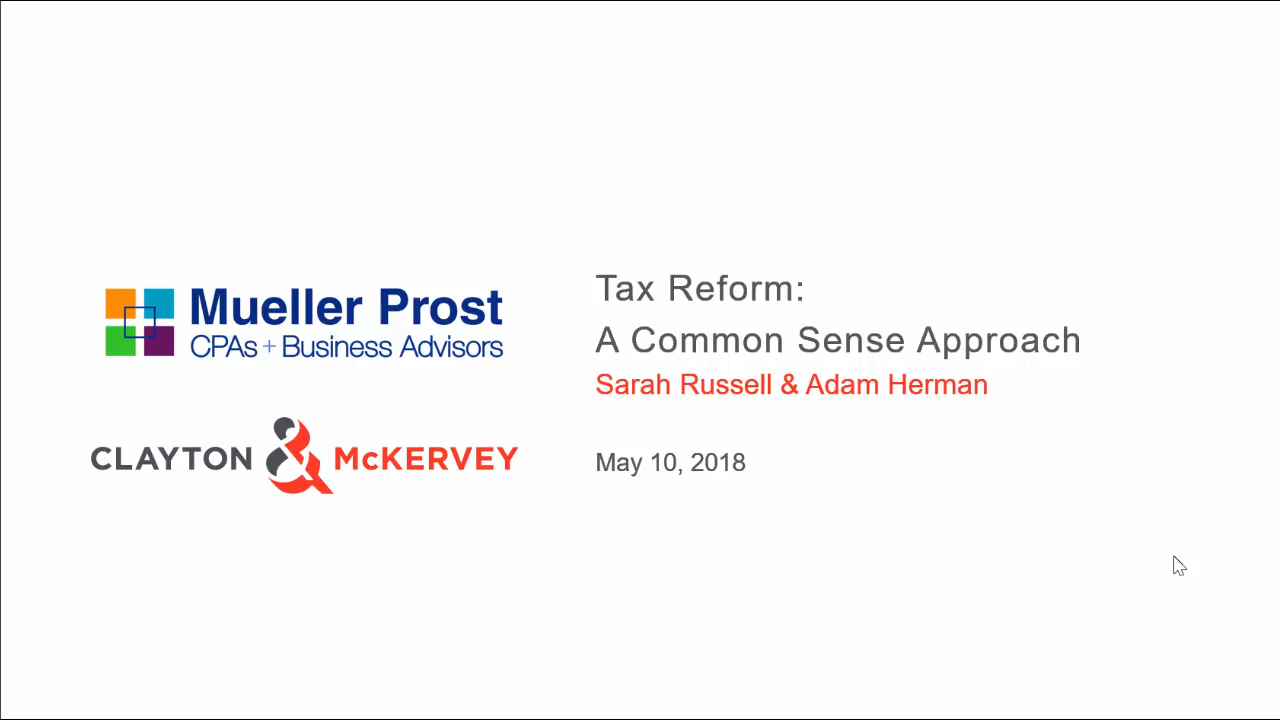 Mueller Prost
CPAs + Business Advisors
CLAYTON & McKERVEY
Tax Reform:
A Common Sense Approach
Sarah Russell & Adam Herman
May 10, 2018